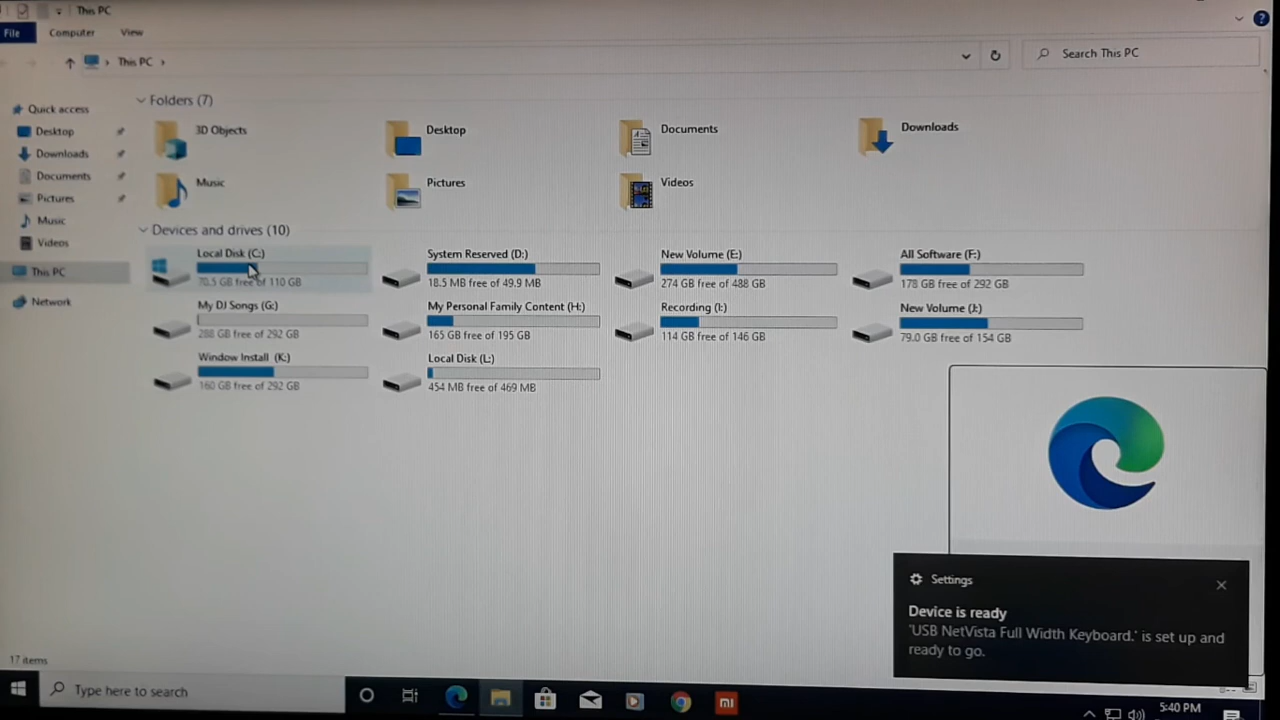 This PC
File
Computer
View
This PC
Search This PC
Quick access
Desktop
Downloads
Documents
Pictures
Music
Videos
This PC
Network
Folders (7)
3D Objects
Desktop
Documents
Downloads
Music
Pictures
Videos
Devices and drives (10)
Local Disk (C:)
70.5 GB free of 110 GB
System Reserved (D:)
18.5 MB free of 49.9 MB
New Volume (E:)
274 GB free of 488 GB
All Software (F:)
178 GB free of 292 GB
My DJ Songs (G:)
288 GB free of 292 GB
My Personal Family Content (H:)
165 GB free of 195 GB
Recording (I:)
114 GB free of 146 GB
New Volume (J:)
79.0 GB free of 154 GB
Window Install (K:)
160 GB free of 292 GB
Local Disk (L:)
454 MB free of 469 MB
Settings
Device is ready
'USB NetVista Full Width Keyboard.' is set up and
ready to go.
17 items
Type here to search
mi
5:40 PM